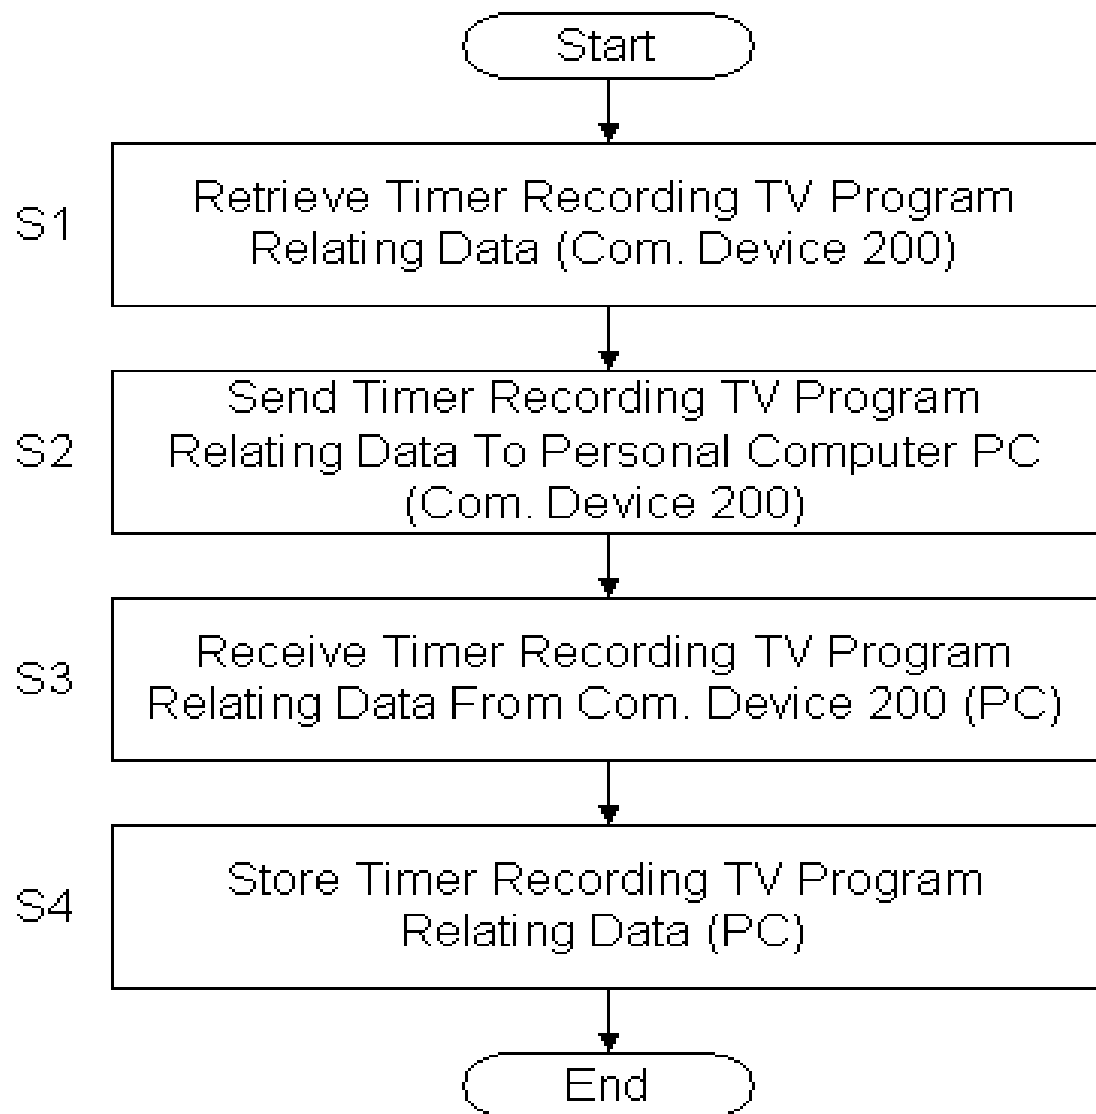 Start
S1
Retrieve Timer Recording TV Program
Relating Data (Com. Device 200)
S2
Send Timer Recording TV Program
Relating Data To Personal Computer PC
(Com. Device 200)
S3
Receive Timer Recording TV Program
Relating Data From Com. Device 200 (PC)
S4
Store Timer Recording TV Program
Relating Data (PC)
End